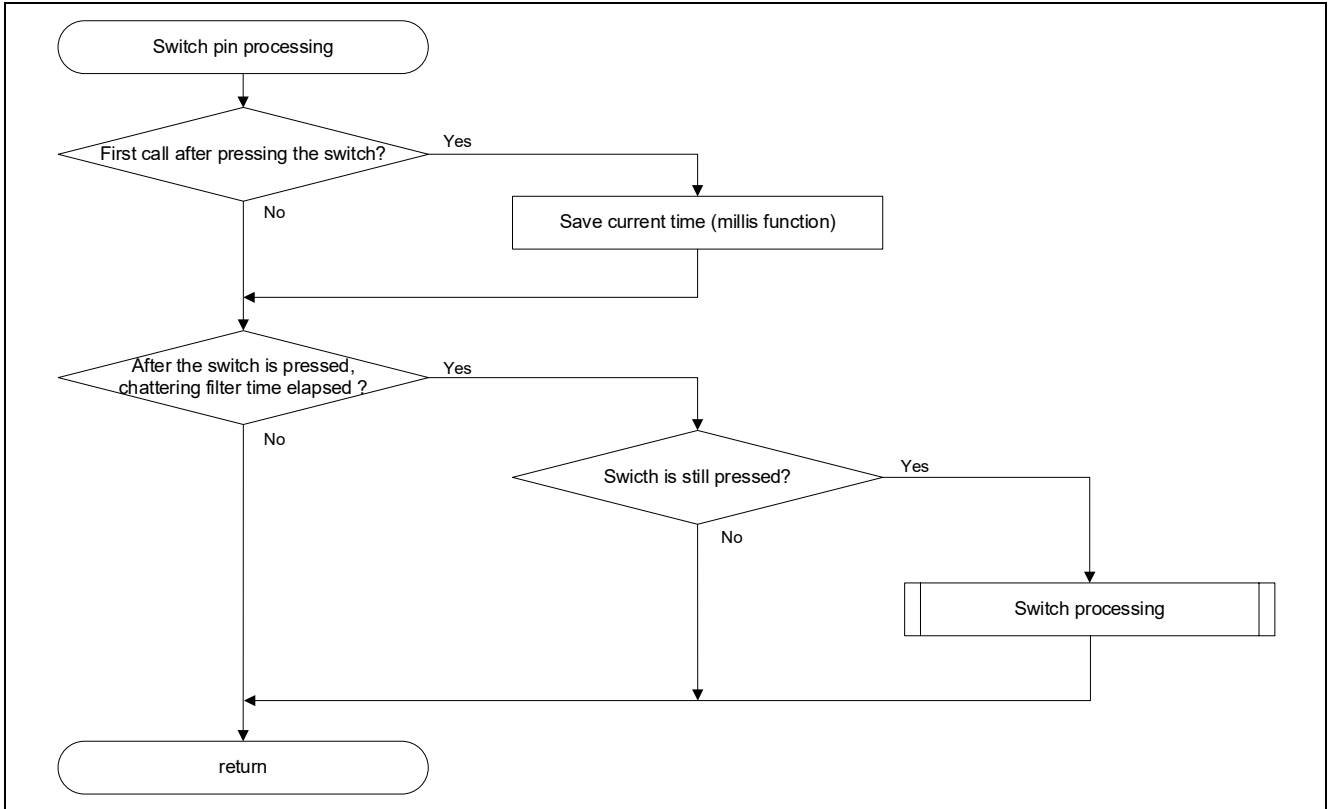 Switch pin processing
First call after pressing the switch?
Yes
No
Save current time (millis function)
After the switch is pressed,
chattering filter time elapsed ?
Yes
No
Swicth is still pressed?
Yes
No
Switch processing
return